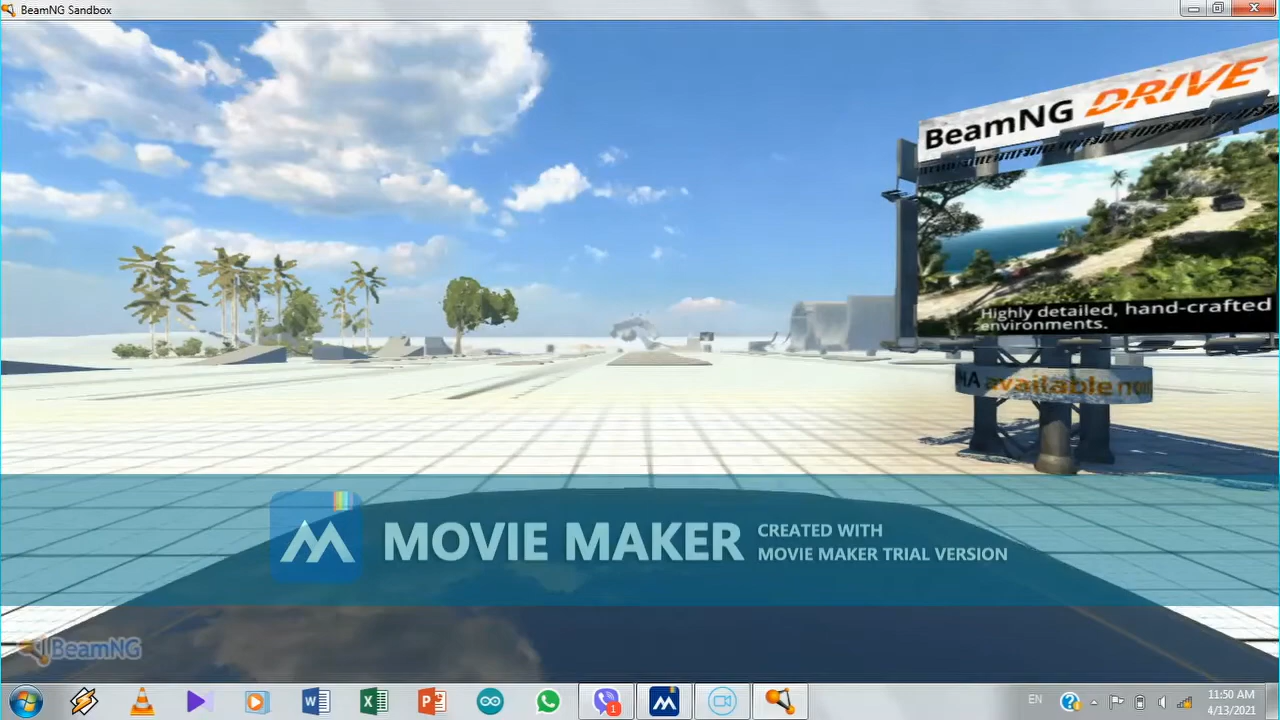 BeamNG Sandbox
BeamNG DRIVE
Highly detailed, hand-crafted
environments.
available
MOVIE MAKER
CREATED WITH
MOVIE MAKER TRIAL VERSION
BeamNG
1
EN
11:50 AM
4/13/2021